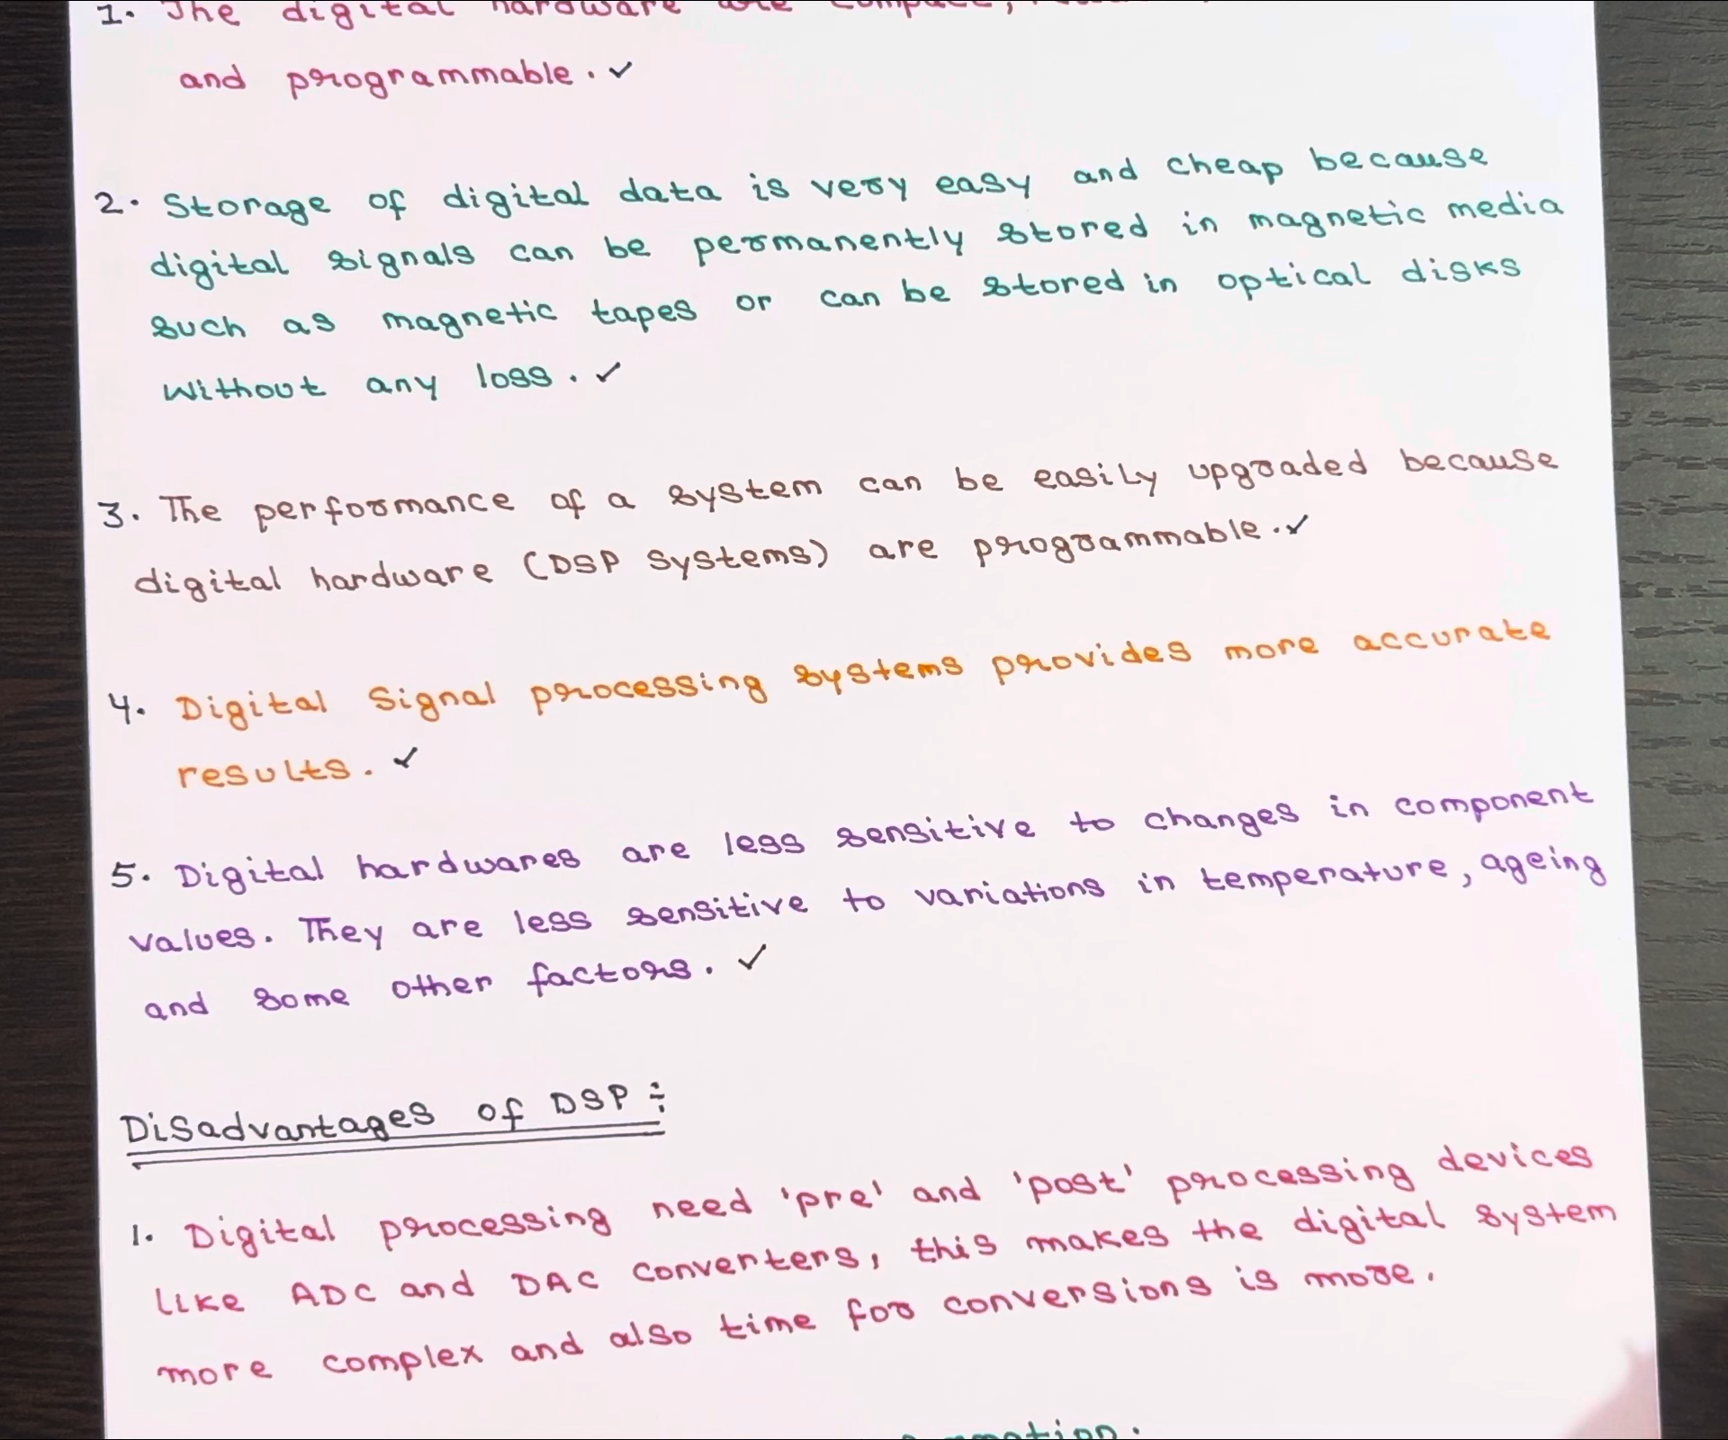 1. The digital hardware are compact,
and programmable. ✓
2. Storage of digital data is very easy and cheap because
digital signals can be permanently stored in magnetic media
such as magnetic tapes or can be stored in optical disks
Without any loss. ✓
3. The performance of a system can be easily upgraded because
digital hardware (DSP Systems) are programmable. ✓
4. Digital Signal processing systems provides more accurate
results. ✓
5. Digital hardwares are less sensitive to changes in component
values. They are less sensitive to variations in temperature, ageing
and some other factors. ✓
Disadvantages of DSP :
1. Digital processing need 'pre' and 'post' processing devices
like ADC and DAC converters, this makes the digital system
more complex and also time for conversions is more.